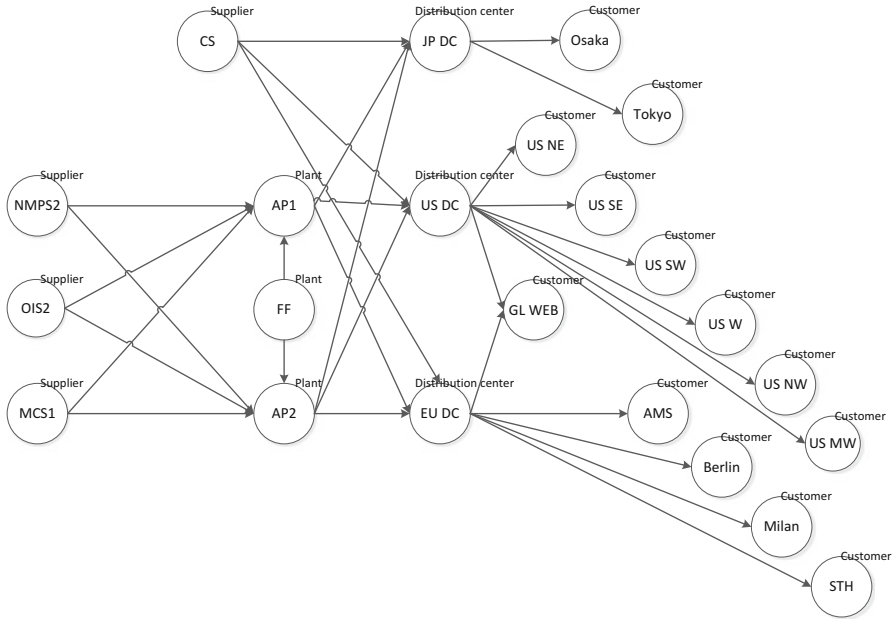 Supplier
CS
Distribution center
JP DC
Customer
Osaka
Customer
Tokyo
Customer
US NE
Supplier
NMPS2
Plant
AP1
Distribution center
US DC
Customer
US SE
Customer
US SW
Supplier
OIS2
Plant
FF
Customer
GL WEB
Customer
US W
Customer
US NW
Supplier
MCS1
Plant
AP2
Distribution center
EU DC
Customer
AMS
Customer
US MW
Customer
Berlin
Customer
Milan
Customer
STH